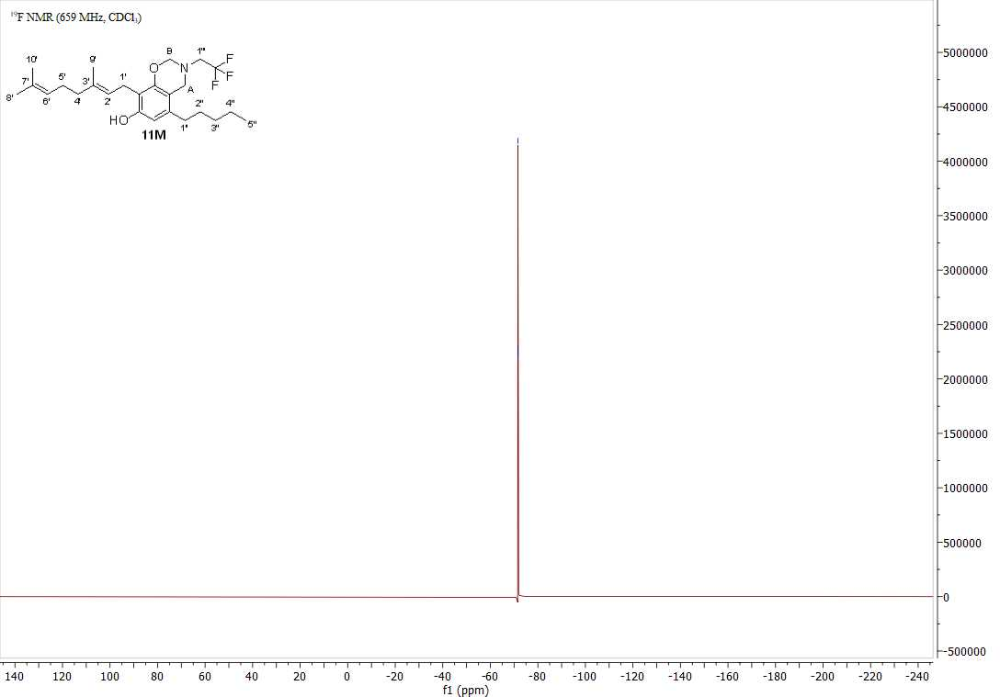 ¹⁹F NMR (659 MHz, CDCl₃)
B 1'''
10' 9' O N F
7' 5' 3' 1' F
8' 6' 4' 2' A F
HO 2'' 4''
1'' 3'' 5''
11M
5000000
4500000
4000000
3500000
3000000
2500000
2000000
1500000
1000000
500000
0
-500000
140 120 100 80 60 40 20 0 -20 -40 -60 -80 -100 -120 -140 -160 -180 -200 -220 -240
f1 (ppm)